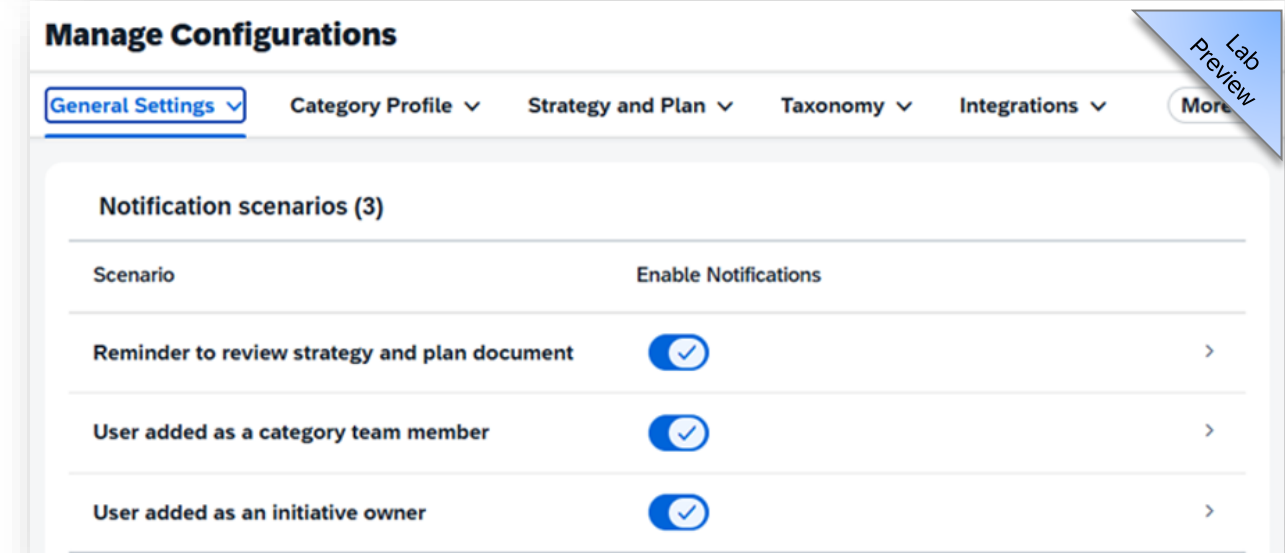 Manage Configurations
Lab
Preview
General Settings
Category Profile
Strategy and Plan
Taxonomy
Integrations
More
Notification scenarios (3)
Scenario
Enable Notifications
Reminder to review strategy and plan document
User added as a category team member
User added as an initiative owner